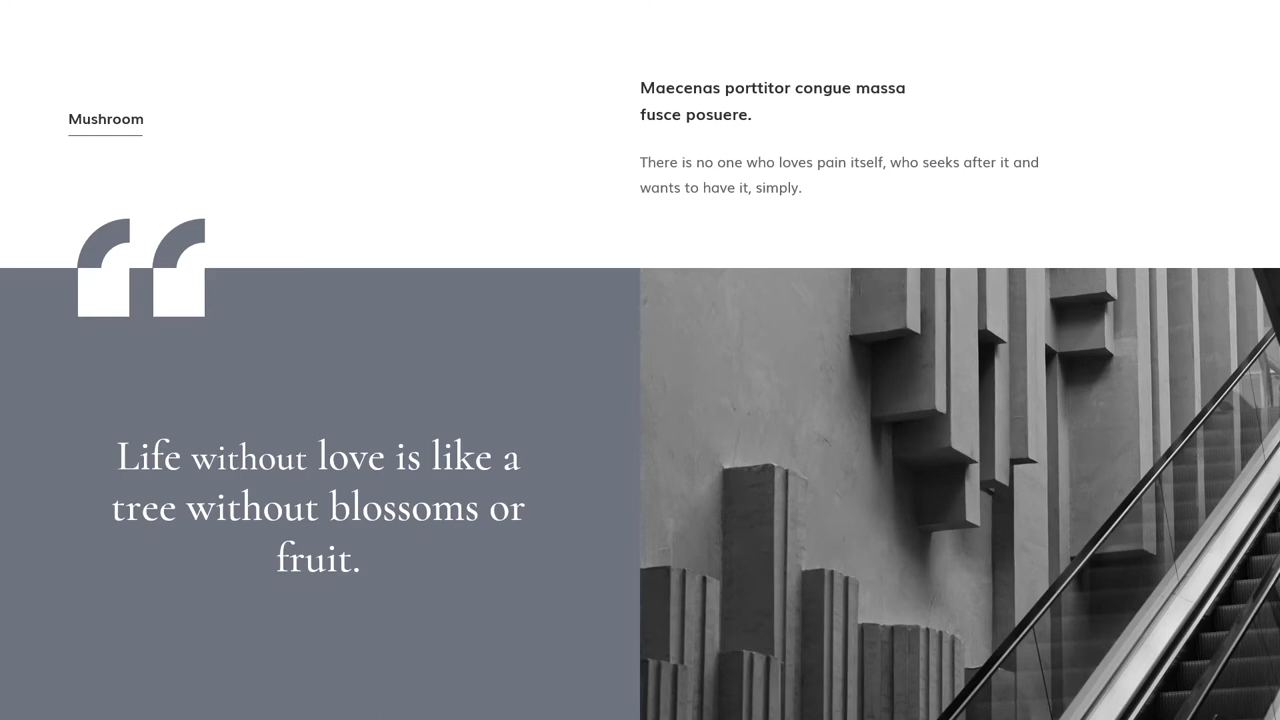 Mushroom
Maecenas porttitor congue massa
fusce posuere.
There is no one who loves pain itself, who seeks after it and
wants to have it, simply.
“
Life without love is like a
tree without blossoms or
fruit.